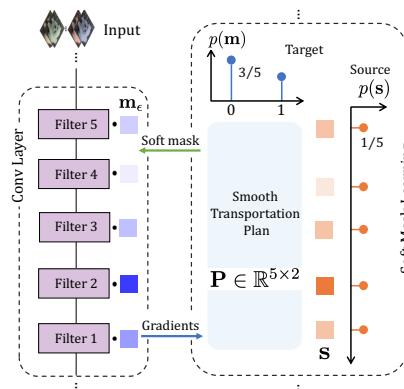 Input
p(m)
Target
3/5
0
1
Source
p(s)
1/5
Conv Layer
m_ϵ
Filter 5
Filter 4
Filter 3
Filter 2
Filter 1
Soft mask
Gradients
Smooth
Transportation
Plan
P ∈ ℝ^{5×2}
s